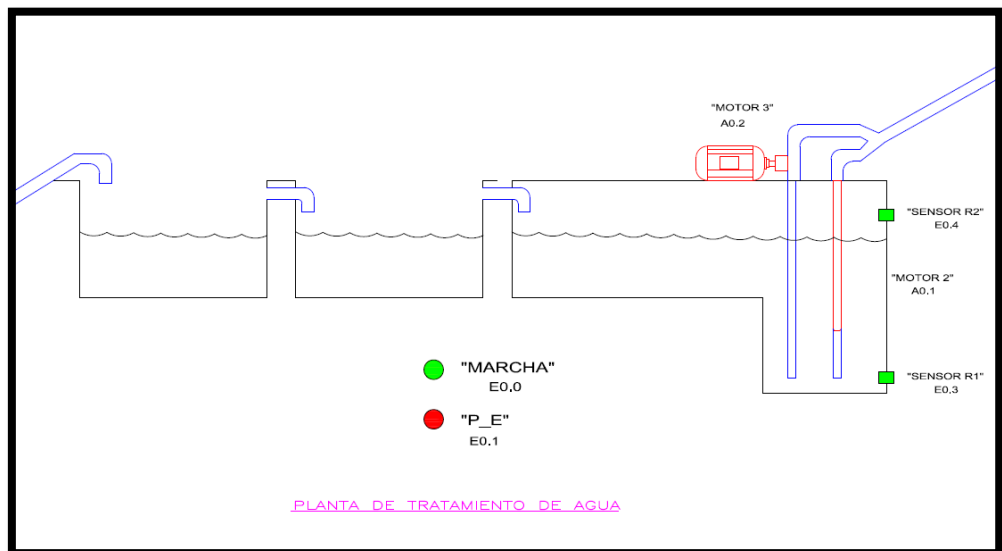 "MOTOR 3"
A0.2
"SENSOR R2"
E0.4
"MOTOR 2"
A0.1
"MARCHA"
E0.0
"SENSOR R1"
E0.3
"P_E"
E0.1
PLANTA DE TRATAMIENTO DE AGUA